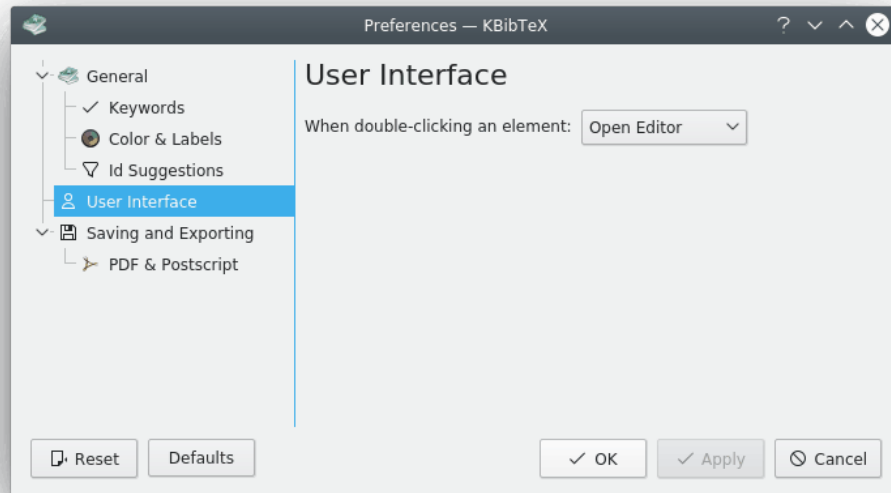 Preferences — KBibTeX
General
Keywords
Color & Labels
Id Suggestions
User Interface
Saving and Exporting
PDF & Postscript
User Interface
When double-clicking an element: Open Editor
Reset Defaults OK Apply Cancel